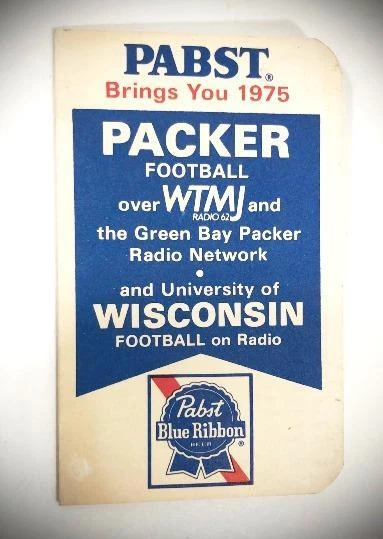 PABST®
Brings You 1975
PACKER
FOOTBALL
over WTMJ and
RADIO 62
the Green Bay Packer
Radio Network
•
and University of
WISCONSIN
FOOTBALL on Radio
Pabst
Blue Ribbon®
BEER